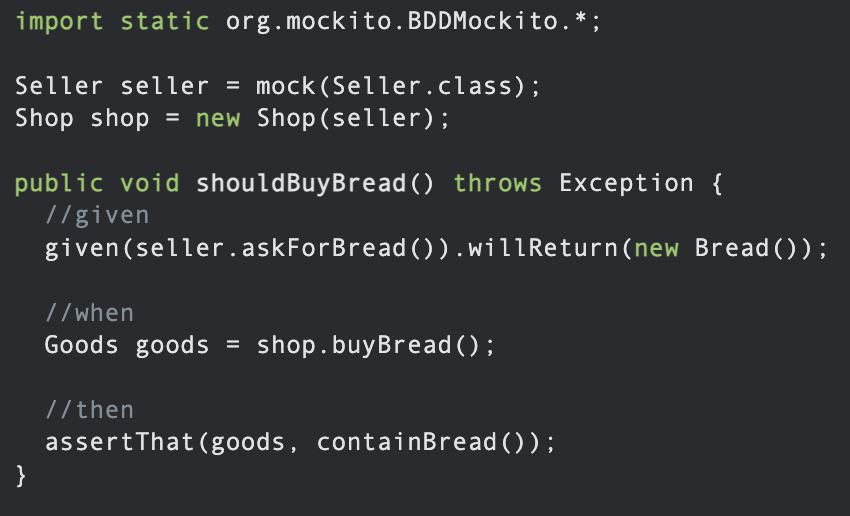 import static org.mockito.BDDMockito.*;
Seller seller = mock(Seller.class);
Shop shop = new Shop(seller);
public void shouldBuyBread() throws Exception {
//given
given(seller.askForBread()).willReturn(new Bread());
//when
Goods goods = shop.buyBread();
//then
assertThat(goods, containBread());
}